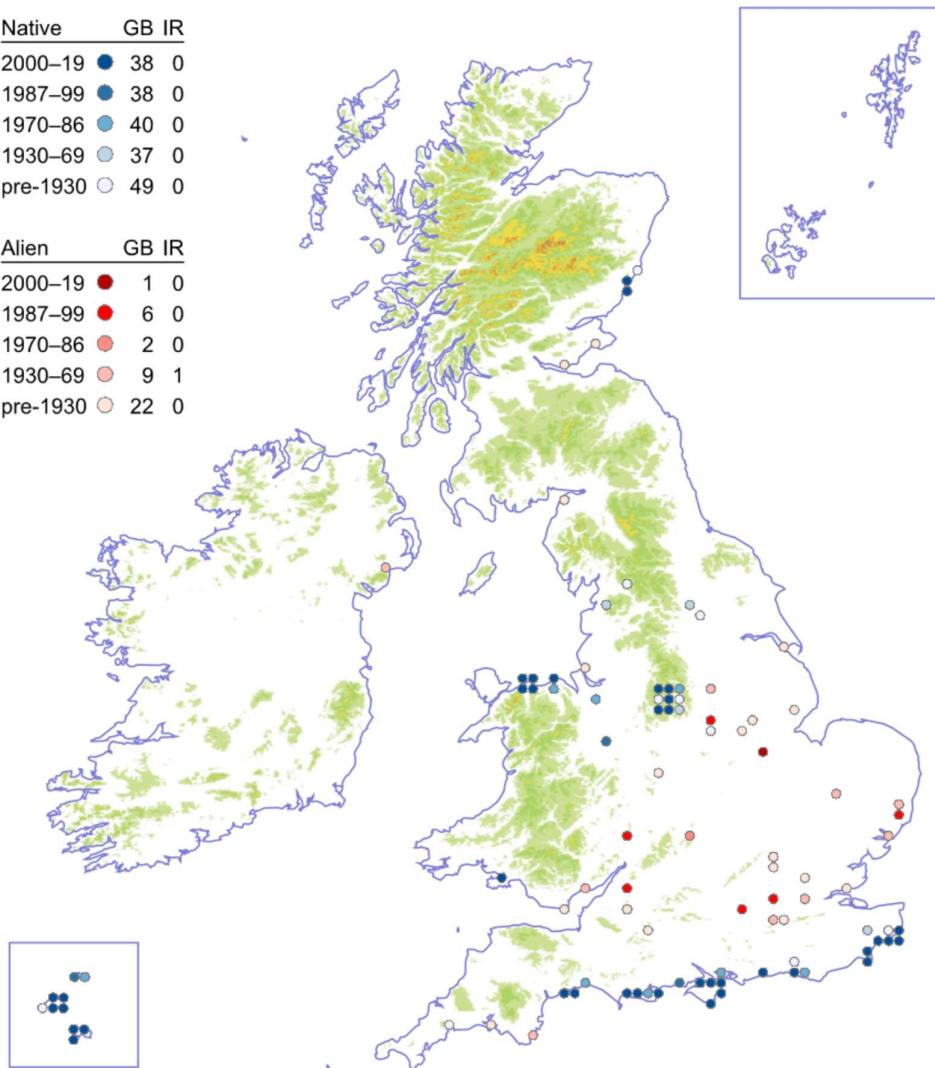 Native GB IR
2000–19 38 0
1987–99 38 0
1970–86 40 0
1930–69 37 0
pre-1930 49 0
Alien GB IR
2000–19 1 0
1987–99 6 0
1970–86 2 0
1930–69 9 1
pre-1930 22 0